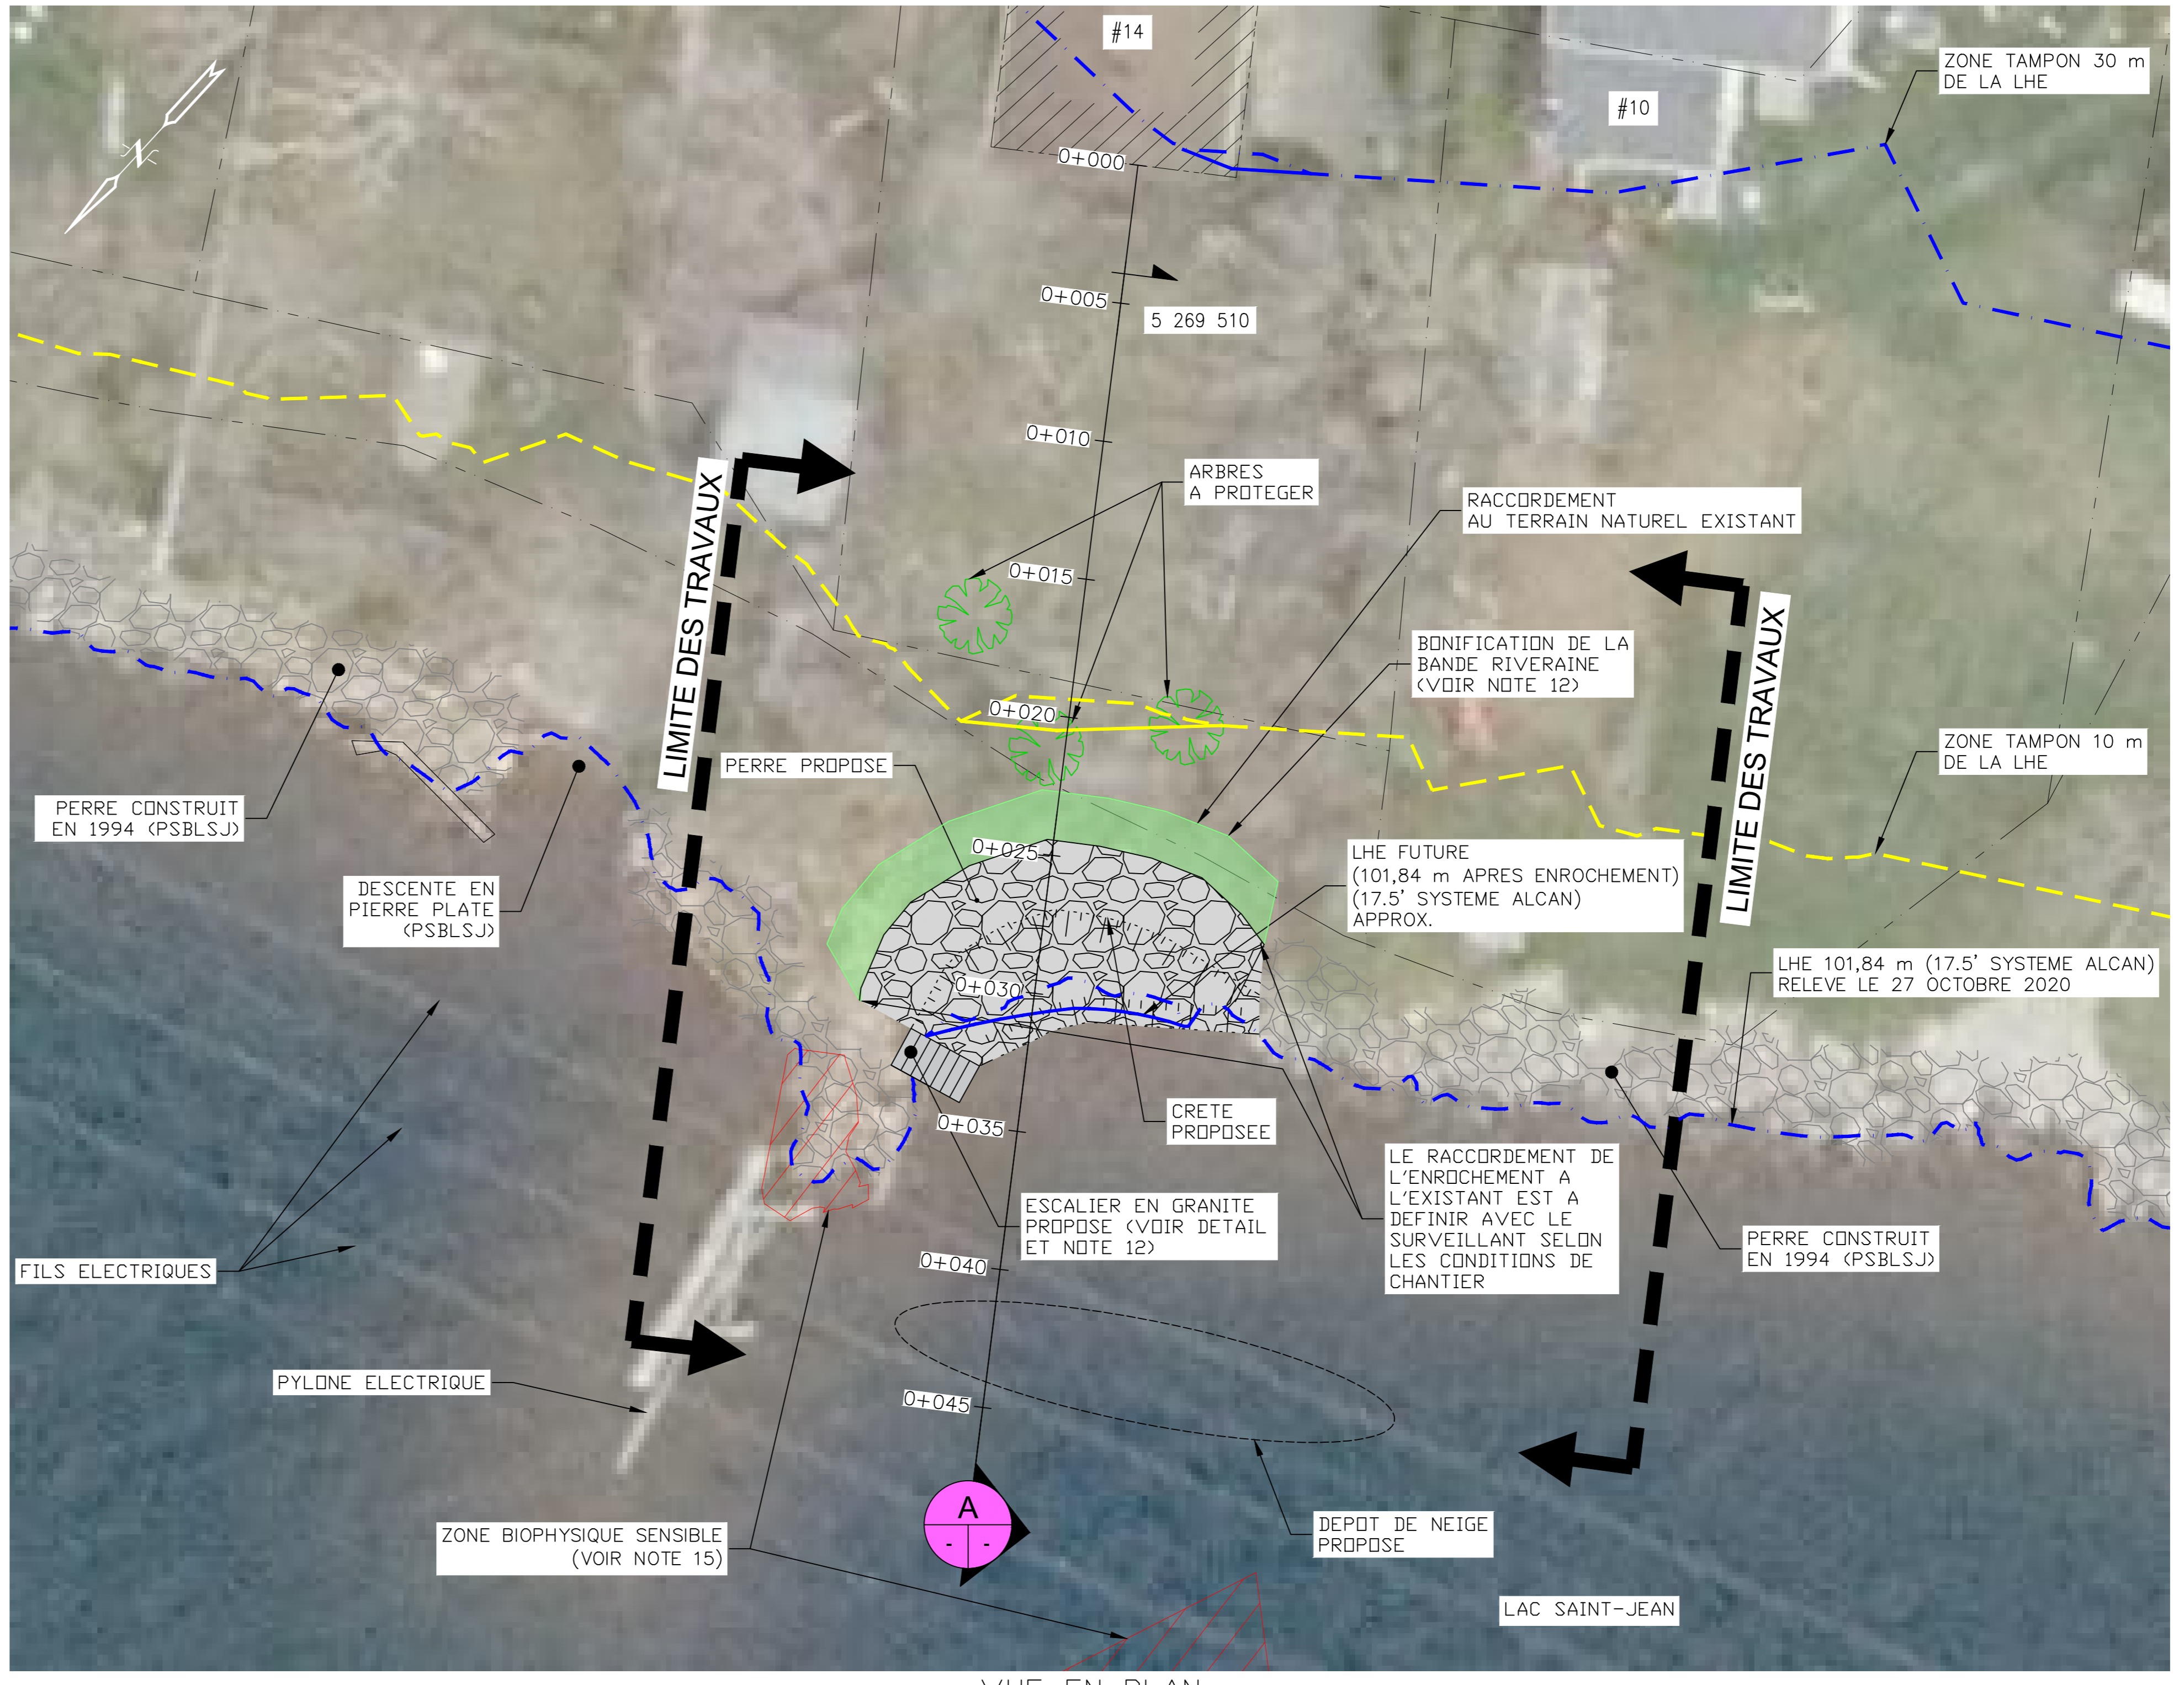 #14
ZONE TAMPON 30 m
DE LA LHE
#10
N
0+000
0+005
5 269 510
0+010
ARBRES
A PROTEGER
RACCORDEMENT
AU TERRAIN NATUREL EXISTANT
LIMITE DES TRAVAUX
0+015
BONIFICATION DE LA
BANDE RIVERAINE
(VOIR NOTE 12)
LIMITE DES TRAVAUX
0+020
PERRE PROPOSE
ZONE TAMPON 10 m
DE LA LHE
PERRE CONSTRUIT
EN 1994 (PSBLSJ)
0+025
LHE FUTURE
(101,84 m APRES ENROCHEMENT)
(17.5' SYSTEME ALCAN)
APPROX.
DESCENTE EN
PIERRE PLATE
(PSBLSJ)
LHE 101,84 m (17.5' SYSTEME ALCAN)
RELEVE LE 27 OCTOBRE 2020
0+030
CRETE
PROPOSEE
0+035
LE RACCORDEMENT DE
L'ENROCHEMENT A
L'EXISTANT EST A
DEFINIR AVEC LE
SURVEILLANT SELON
LES CONDITIONS DE
CHANTIER
ESCALIER EN GRANITE
PROPOSE (VOIR DETAIL
ET NOTE 12)
PERRE CONSTRUIT
EN 1994 (PSBLSJ)
FILS ELECTRIQUES
0+040
PYLONE ELECTRIQUE
0+045
A
- -
ZONE BIOPHYSIQUE SENSIBLE
(VOIR NOTE 15)
DEPOT DE NEIGE
PROPOSE
LAC SAINT-JEAN
VUE EN PLAN